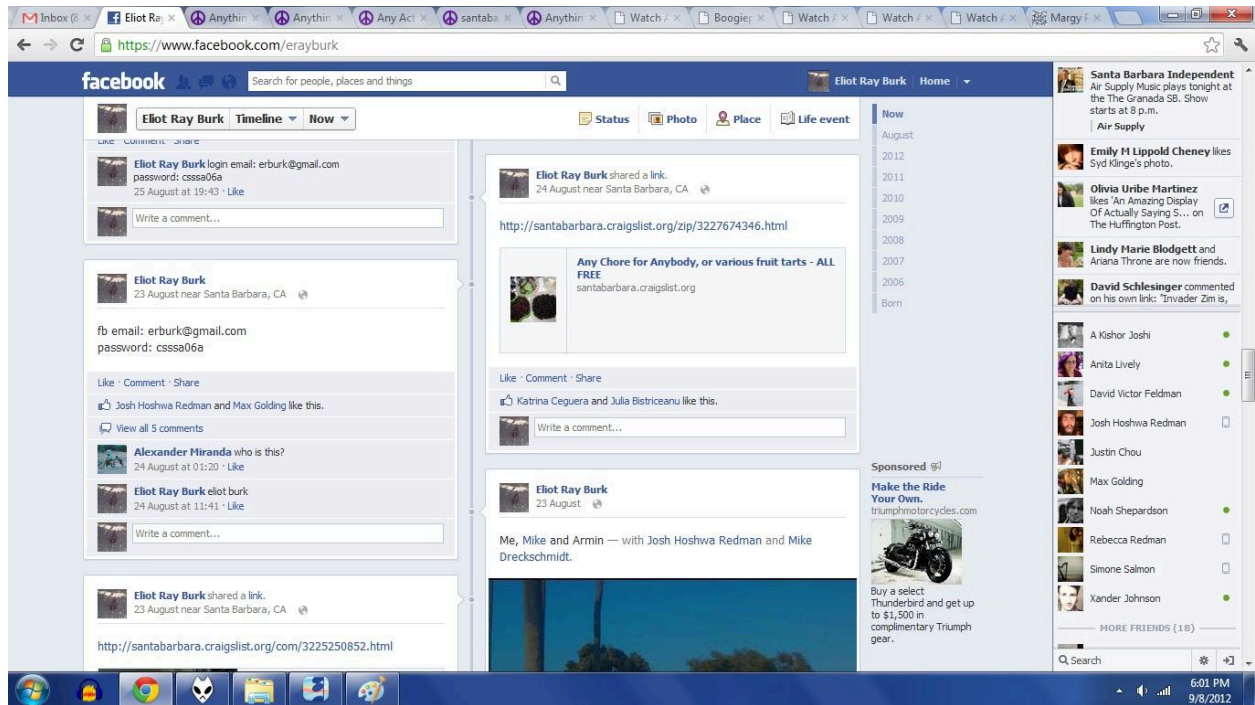 Inbox (8
Eliot Ray
Anythin
Anythin
Any Act
santaba
Anythin
Watch /
Boogie
Watch /
Watch /
Watch /
Margy F
https://www.facebook.com/erayburk
facebook
Search for people, places and things
Eliot Ray Burk
Home
Eliot Ray Burk
Timeline
Now
Status
Photo
Place
Life event
Like · Comment · Share
Eliot Ray Burk login email: erburk@gmail.com
password: csssa06a
25 August at 19:43 · Like
Write a comment...
Eliot Ray Burk
23 August near Santa Barbara, CA
fb email: erburk@gmail.com
password: csssa06a
Like · Comment · Share
Josh Hoshwa Redman and Max Golding like this.
View all 5 comments
Alexander Miranda who is this?
24 August at 01:20 · Like
Eliot Ray Burk eliot burk
24 August at 11:41 · Like
Write a comment...
Eliot Ray Burk shared a link.
23 August near Santa Barbara, CA
http://santabarbara.craigslist.org/com/3225250852.html
Eliot Ray Burk shared a link.
24 August near Santa Barbara, CA
http://santabarbara.craigslist.org/zip/3227674346.html
Any Chore for Anybody, or various fruit tarts - ALL
FREE
santabarbara.craigslist.org
Like · Comment · Share
Katrina Ceguera and Julia Bistriceanu like this.
Write a comment...
Eliot Ray Burk
23 August
Me, Mike and Armin — with Josh Hoshwa Redman and Mike
Dreckschmidt.
Now
August
2012
2011
2010
2009
2008
2007
2006
Born
Sponsored
Make the Ride
Your Own.
triumphmotorcycles.com
Buy a select
Thunderbird and get up
to $1,500 in
complimentary Triumph
gear.
Santa Barbara Independent
Air Supply Music plays tonight at
the The Granada SB. Show
starts at 8 p.m.
Air Supply
Emily M Lippold Cheney likes
Syd Klinge's photo.
Olivia Uribe Martinez
likes 'An Amazing Display
Of Actually Saying S... on
The Huffington Post.
Lindy Marie Blodgett and
Ariana Throne are now friends.
David Schlesinger commented
on his own link: "Invader Zim is,
A Kishor Joshi
Anita Lively
David Victor Feldman
Josh Hoshwa Redman
Justin Chou
Max Golding
Noah Shepardson
Rebecca Redman
Simone Salmon
Xander Johnson
MORE FRIENDS (18)
Search
6:01 PM
9/8/2012